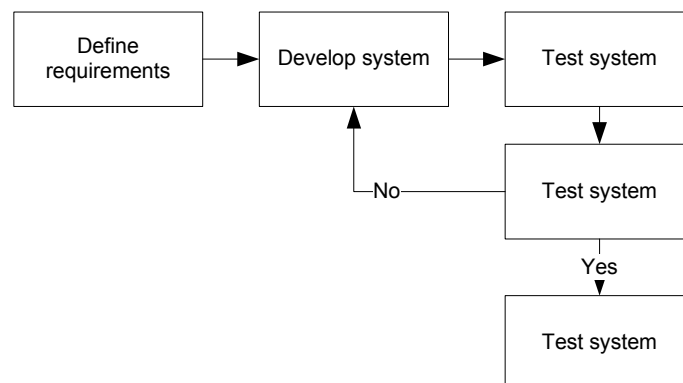 Define
requirements
Develop system
Test system
Test system
No
Yes
Test system